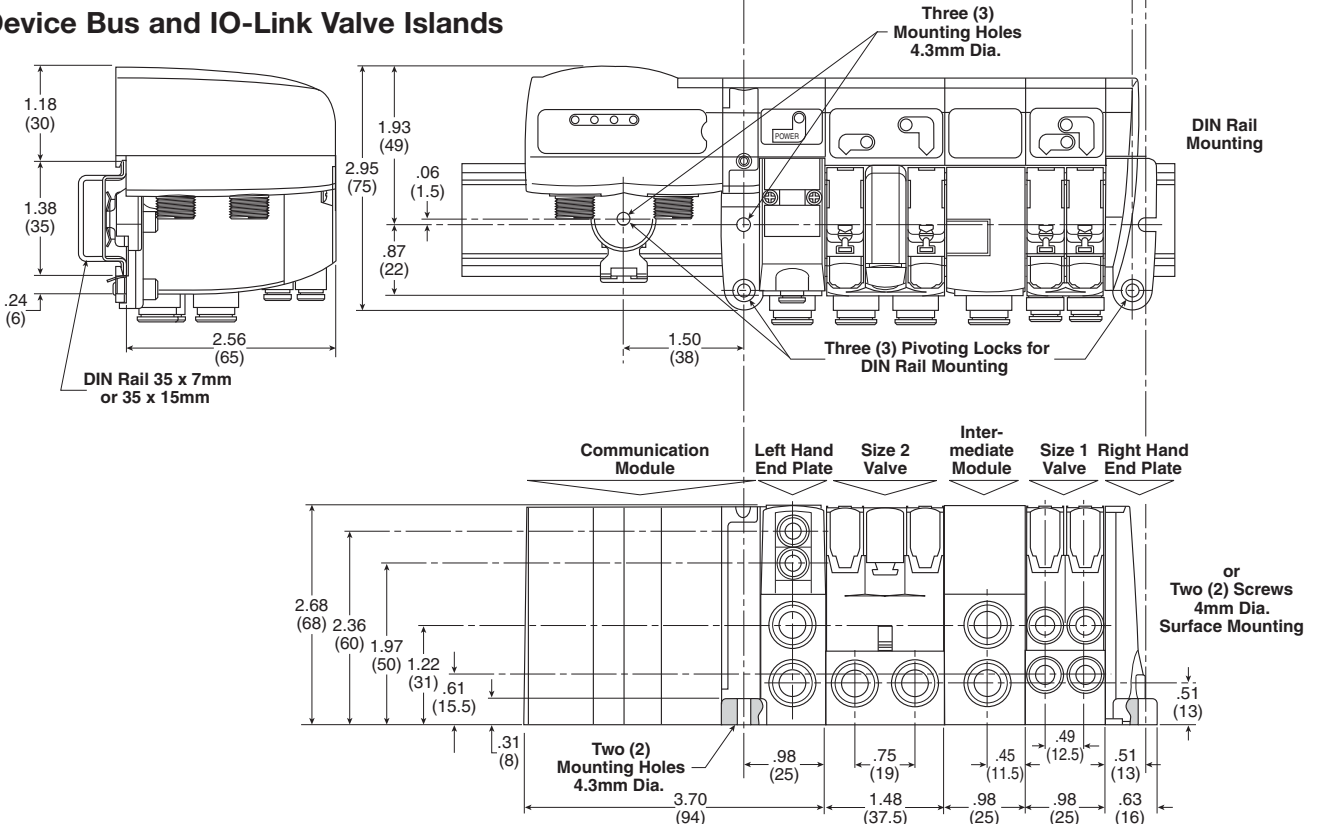 Device Bus and IO-Link Valve Islands
Three (3)
Mounting Holes
4.3mm Dia.
1.18
(30)
1.38
(35)
.24
(6)
2.56
(65)
DIN Rail 35 x 7mm
or 35 x 15mm
2.95
(75)
1.93
(49)
.06
(1.5)
.87
(22)
1.50
(38)
POWER
DIN Rail
Mounting
Three (3) Pivoting Locks for
DIN Rail Mounting
Communication
Module
Left Hand
End Plate
Size 2
Valve
Inter-
mediate
Module
Size 1
Valve
Right Hand
End Plate
2.68
(68)
2.36
(60)
1.97
(50)
1.22
(31)
.61
(15.5)
.31
(8)
Two (2)
Mounting Holes
4.3mm Dia.
or
Two (2) Screws
4mm Dia.
Surface Mounting
.51
(13)
.98
(25)
.75
(19)
.45
(11.5)
.49
(12.5)
.51
(13)
3.70
(94)
1.48
(37.5)
.98
(25)
.98
(25)
.63
(16)